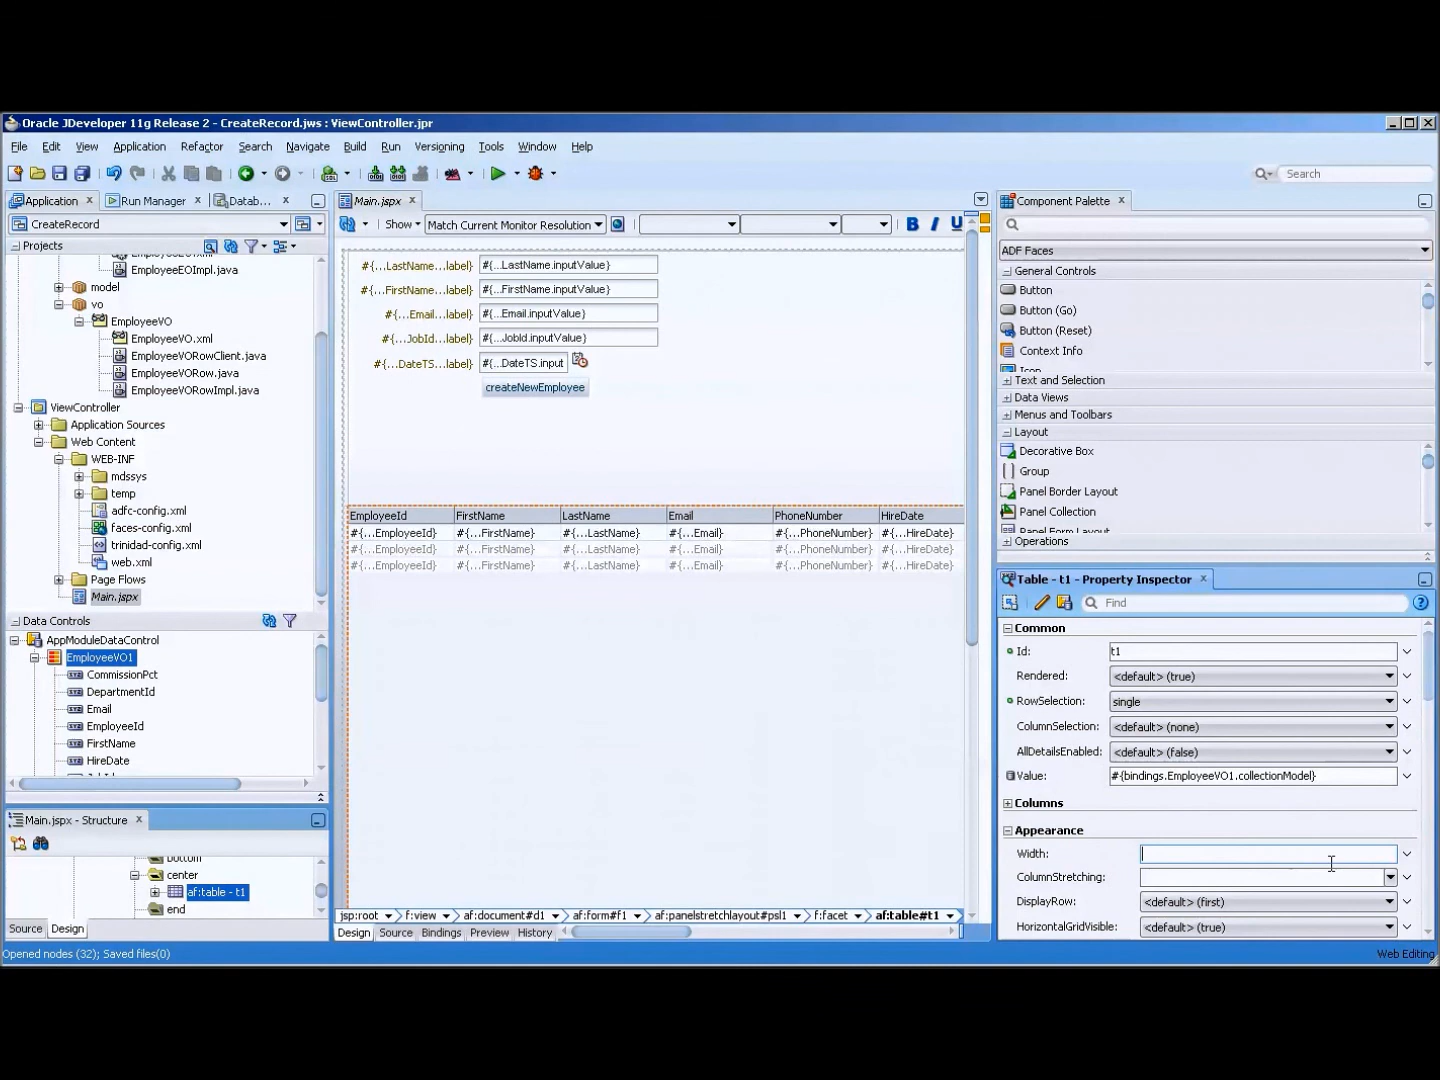 Oracle JDeveloper 11g Release 2 - CreateRecord.jws : ViewController.jpr
File Edit View Application Refactor Search Navigate Build Run Versioning Tools Window Help
Search
Application
Run Manager
Datab...
CreateRecord
Projects
EmployeeEOImpl.java
model
vo
EmployeeVO
EmployeeVO.xml
EmployeeVORowClient.java
EmployeeVORow.java
EmployeeVORowImpl.java
ViewController
Application Sources
Web Content
WEB-INF
mdssys
temp
adfc-config.xml
faces-config.xml
trinidad-config.xml
web.xml
Page Flows
Main.jspx
Data Controls
AppModuleDataControl
EmployeeVO1
CommissionPct
DepartmentId
Email
EmployeeId
FirstName
HireDate
Main.jspx - Structure
bottom
center
af:table - t1
end
Source Design
Opened nodes (32); Saved files(0)
Main.jspx
Show Match Current Monitor Resolution B I U
#{...LastName...label} #{...LastName.inputValue}
#{...FirstName...label} #{...FirstName.inputValue}
#{...Email...label} #{...Email.inputValue}
#{...JobId...label} #{...JobId.inputValue}
#{...DateTS...label} #{...DateTS.input
createNewEmployee
EmployeeId FirstName LastName Email PhoneNumber HireDate
#{...EmployeeId} #{...FirstName} #{...LastName} #{...Email} #{...PhoneNumber} #{...HireDate}
#{...EmployeeId} #{...FirstName} #{...LastName} #{...Email} #{...PhoneNumber} #{...HireDate}
#{...EmployeeId} #{...FirstName} #{...LastName} #{...Email} #{...PhoneNumber} #{...HireDate}
jsp:root f:view af:document#d1 af:form#f1 af:panelstretchlayout#psl1 f:facet af:table#t1
Design Source Bindings Preview History
Component Palette
ADF Faces
General Controls
Button
Button (Go)
Button (Reset)
Context Info
Icon
Text and Selection
Data Views
Menus and Toolbars
Layout
Decorative Box
Group
Panel Border Layout
Panel Collection
Panel Form Layout
Operations
Table - t1 - Property Inspector
Find
Common
Id: t1
Rendered: <default> (true)
RowSelection: single
ColumnSelection: <default> (none)
AllDetailsEnabled: <default> (false)
Value: #{bindings.EmployeeVO1.collectionModel}
Columns
Appearance
Width:
ColumnStretching:
DisplayRow: <default> (first)
HorizontalGridVisible: <default> (true)
Web Editing